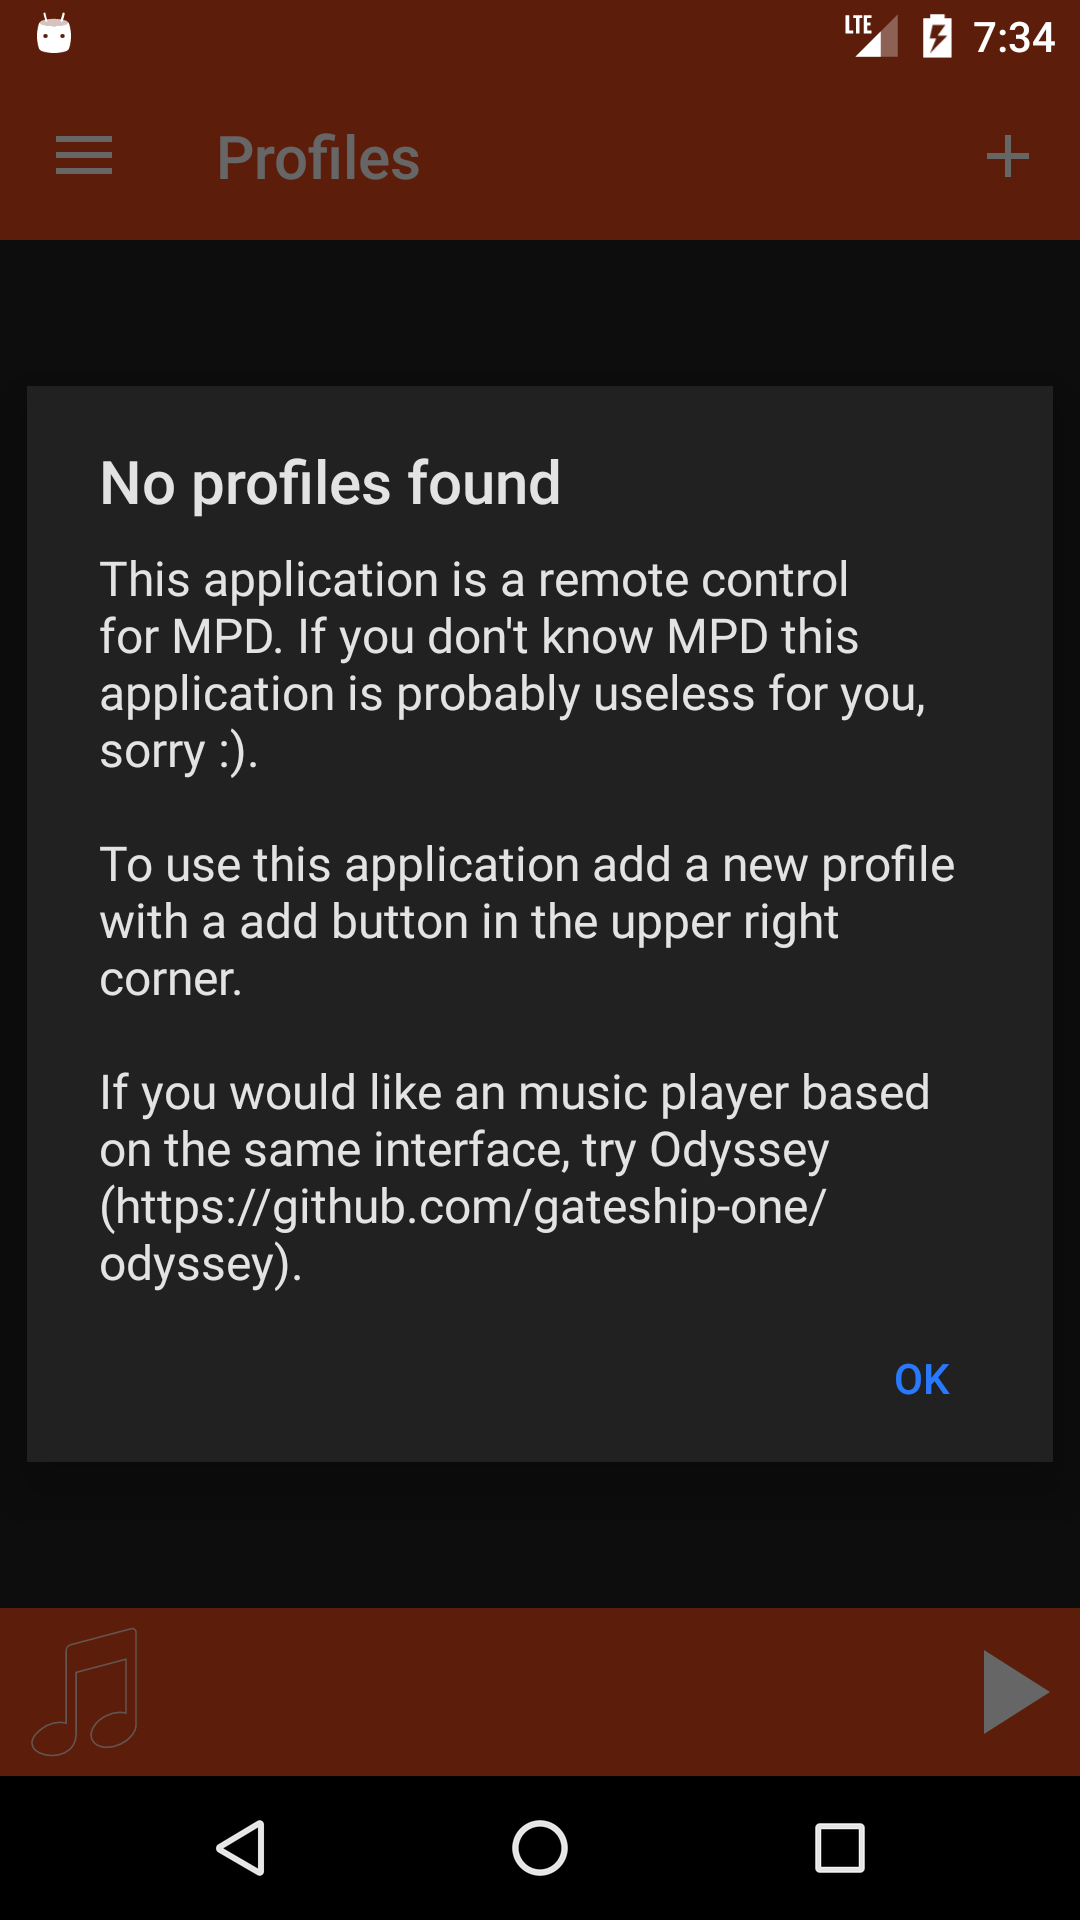 LTE 7:34
Profiles
No profiles found
This application is a remote control
for MPD. If you don't know MPD this
application is probably useless for you,
sorry :).
To use this application add a new profile
with a add button in the upper right
corner.
If you would like an music player based
on the same interface, try Odyssey
(https://github.com/gateship-one/
odyssey).
OK